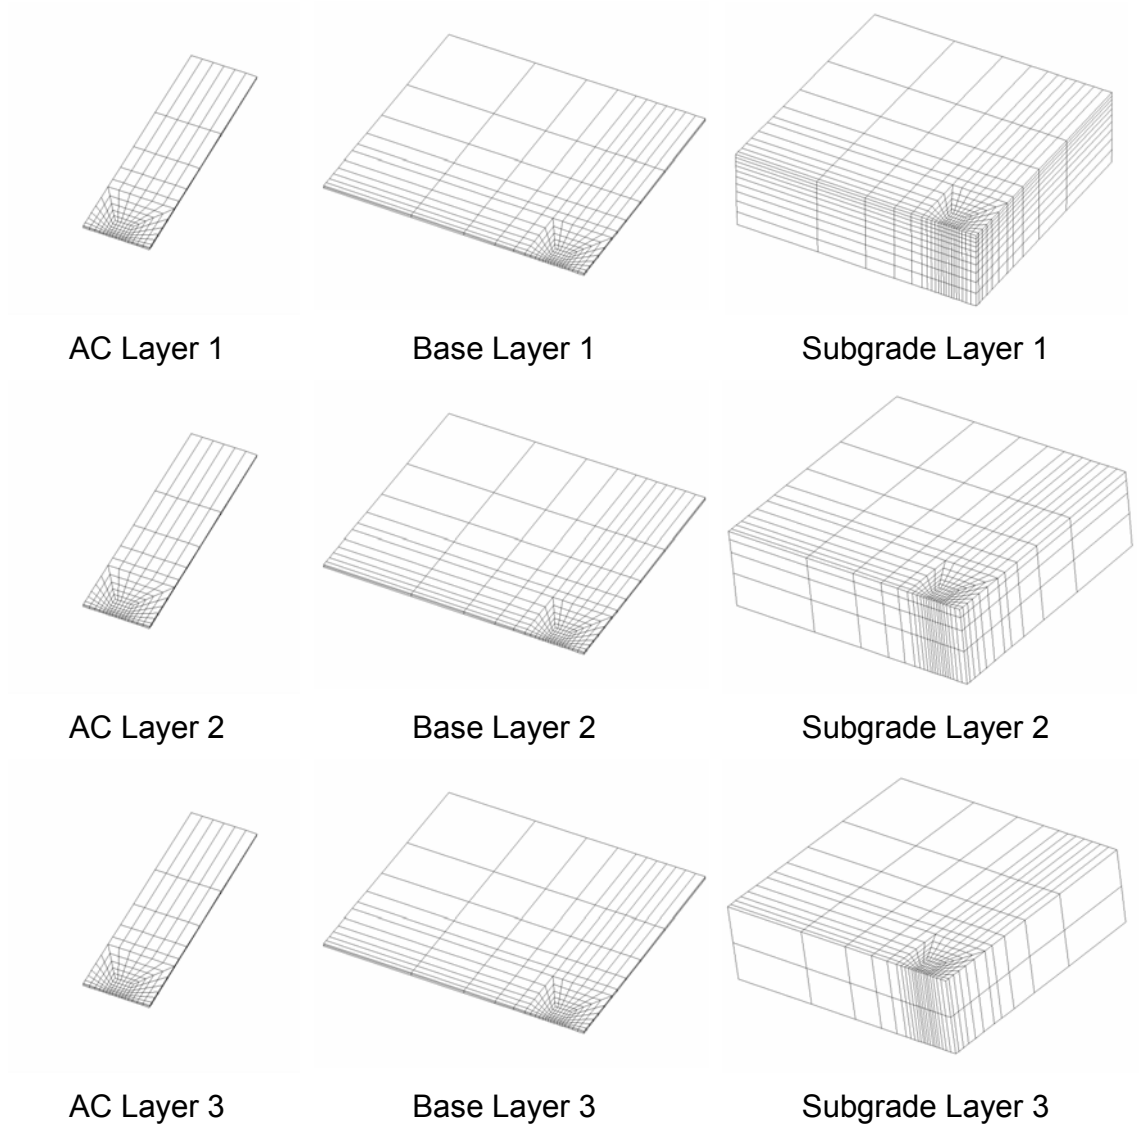 AC Layer 1
Base Layer 1
Subgrade Layer 1
AC Layer 2
Base Layer 2
Subgrade Layer 2
AC Layer 3
Base Layer 3
Subgrade Layer 3